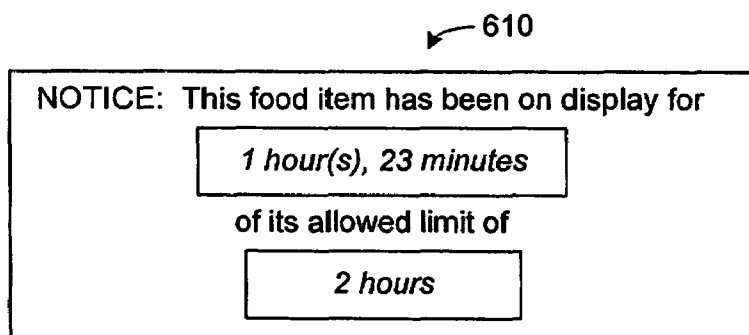 610
NOTICE: This food item has been on display for
1 hour(s), 23 minutes
of its allowed limit of
2 hours